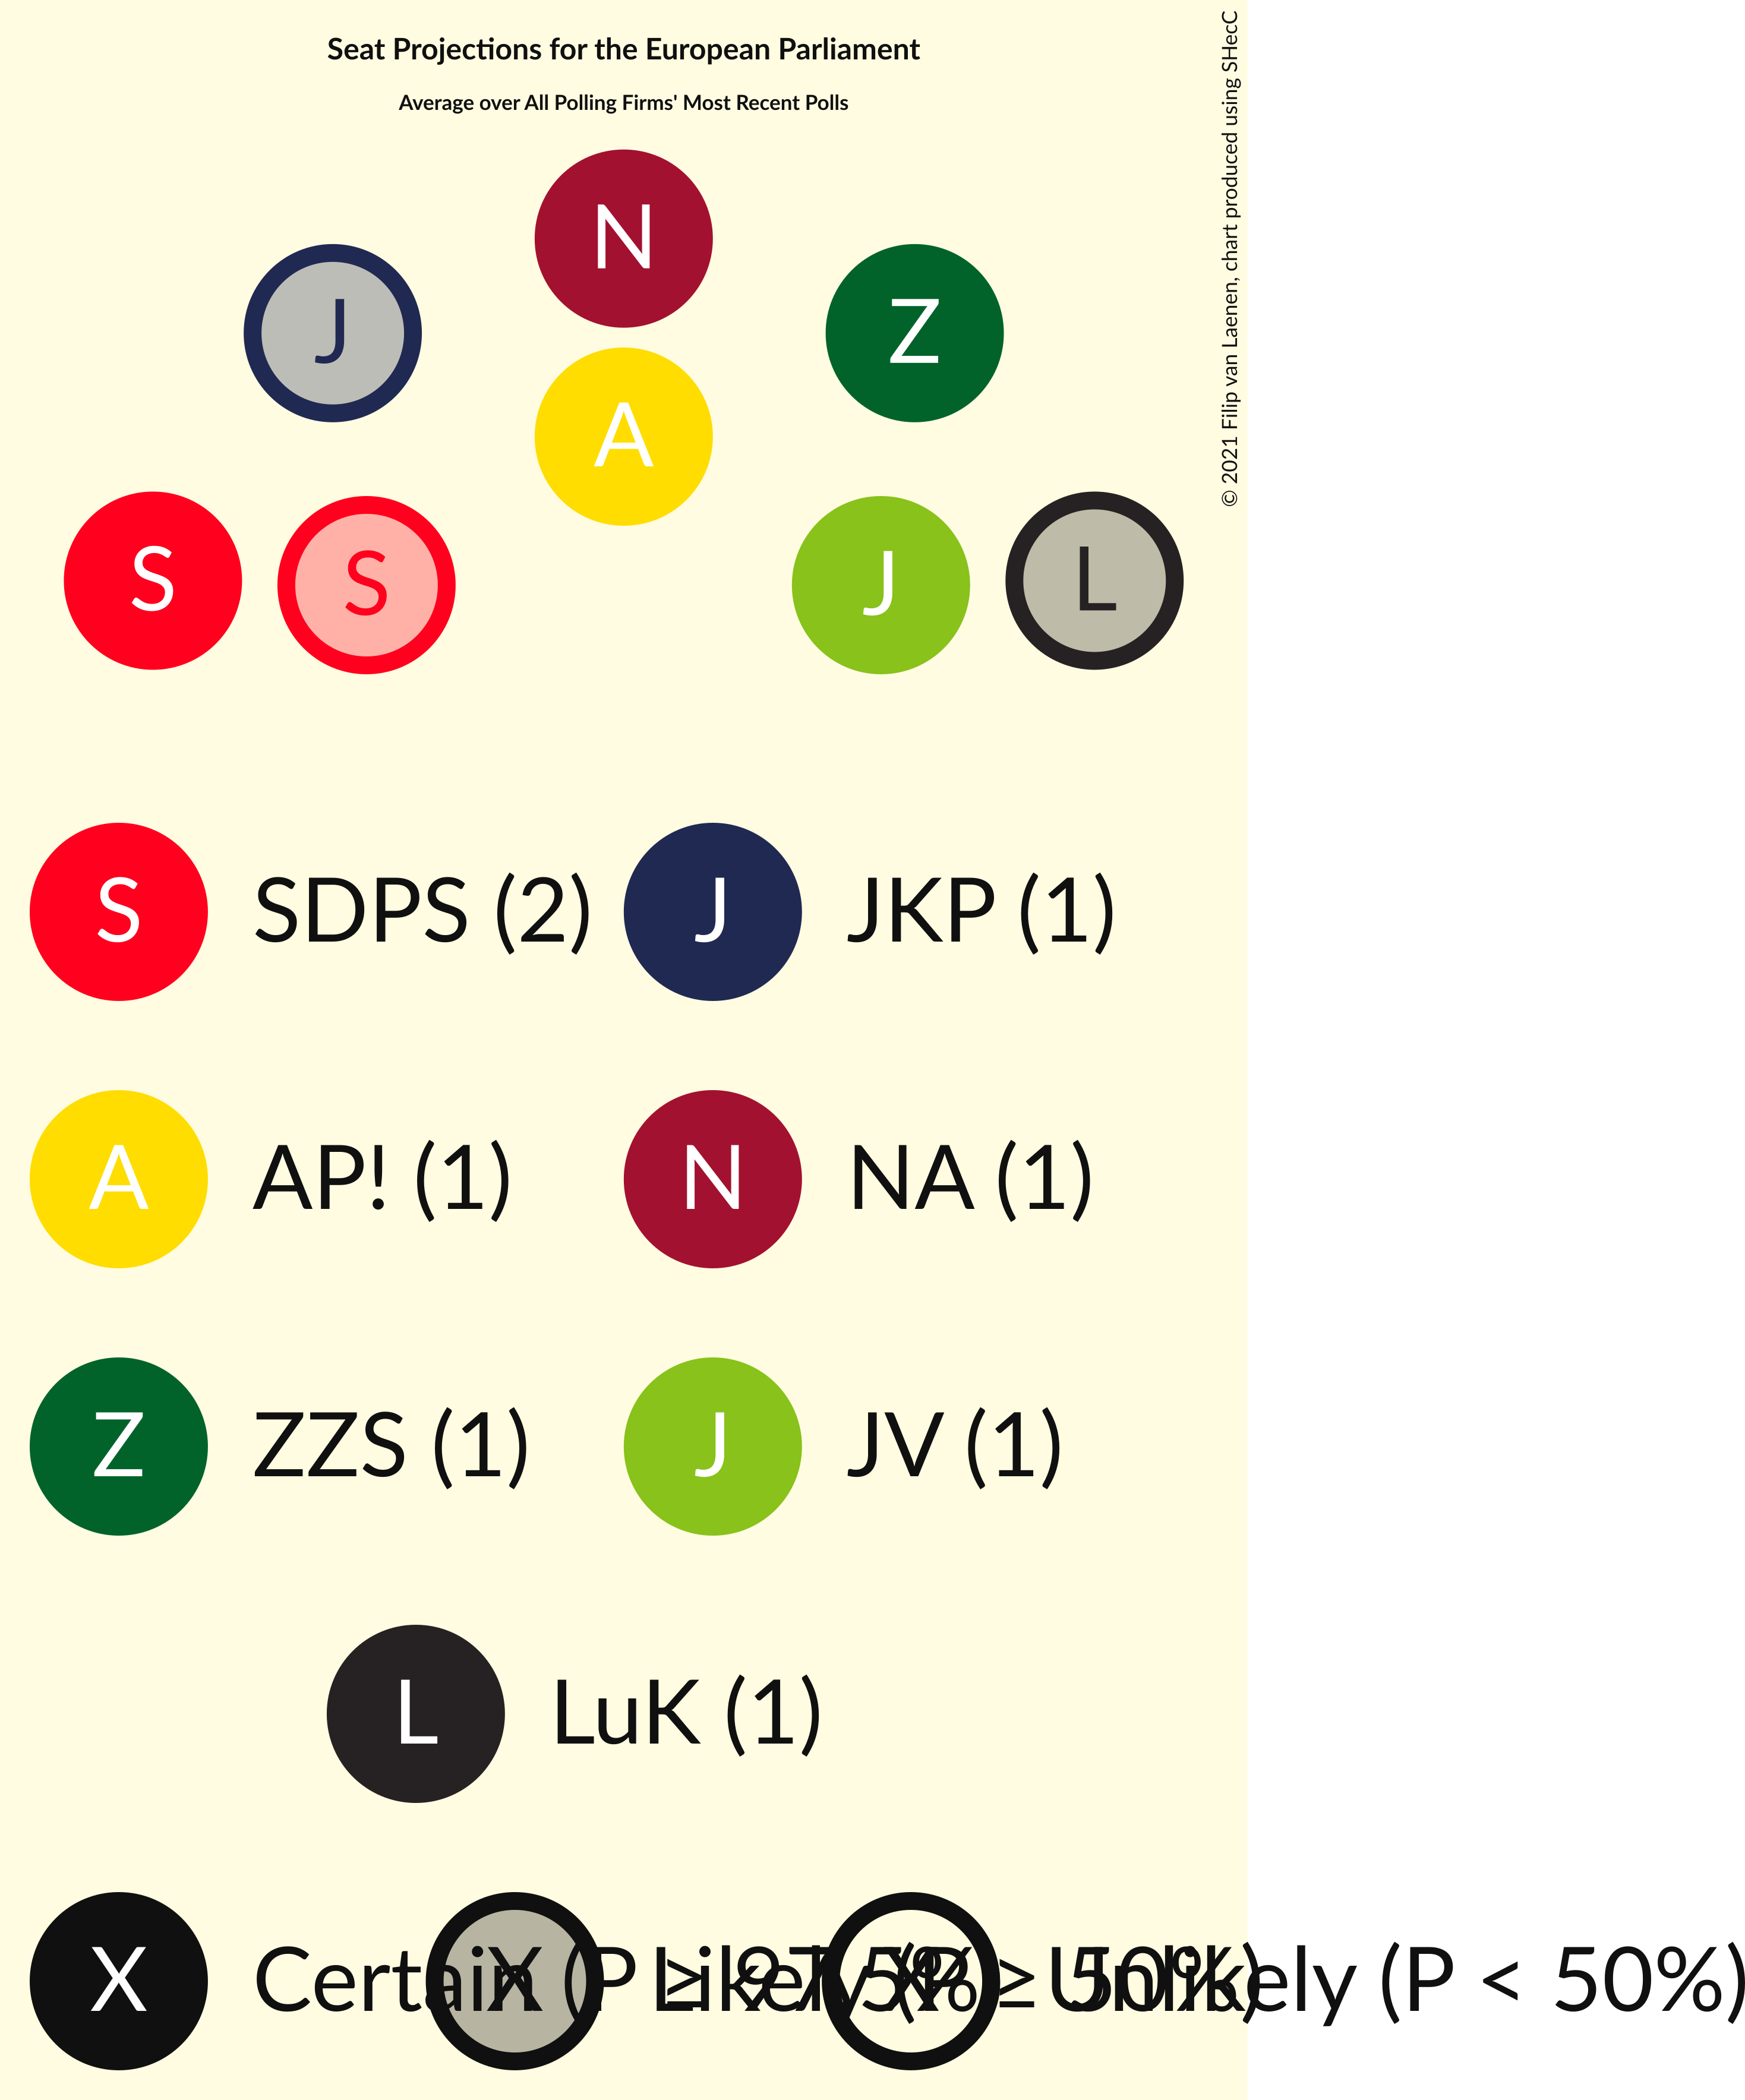 Seat Projections for the European Parliament
Average over All Polling Firms' Most Recent Polls
© 2021 Filip van Laenen, chart produced using SHecC
N
J
Z
A
S
S
J
L
S SDPS (2) J JKP (1)
A AP! (1) N NA (1)
Z ZZS (1) J JV (1)
L LuK (1)
X Certain (P ≥ 97.5%) X Likely (P ≥ 50%) X Unlikely (P < 50%)